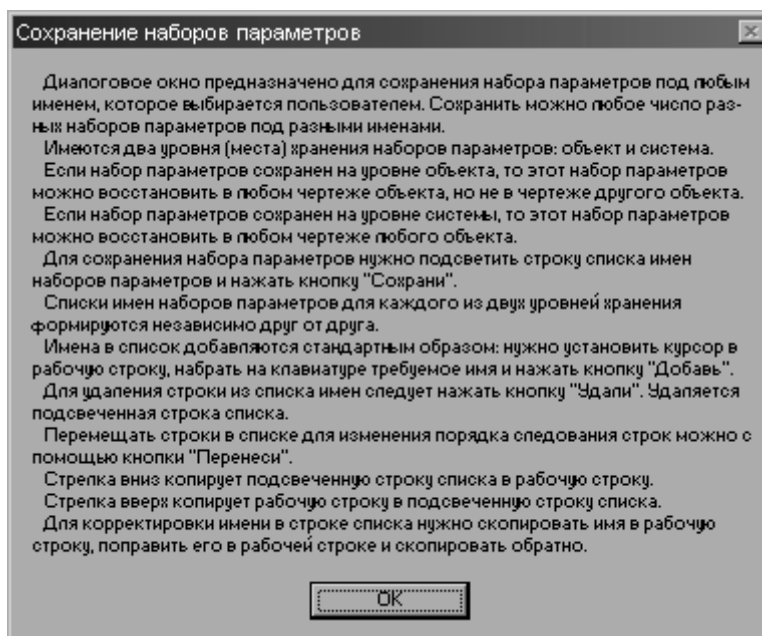 Сохранение наборов параметров
Диалоговое окно предназначено для сохранения набора параметров под любым
именем, которое выбирается пользователем. Сохранить можно любое число раз-
ных наборов параметров под разными именами.
Имеются два уровня (места) хранения наборов параметров: объект и система.
Если набор параметров сохранен на уровне объекта, то этот набор параметров
можно восстановить в любом чертеже объекта, но не в чертеже другого объекта.
Если набор параметров сохранен на уровне системы, то этот набор параметров
можно восстановить в любом чертеже любого объекта.
Для сохранения набора параметров нужно подсветить строку списка имен
наборов параметров и нажать кнопку "Сохрани".
Списки имен наборов параметров для каждого из двух уровней хранения
формируются независимо друг от друга.
Имена в список добавляются стандартным образом: нужно установить курсор в
рабочую строку, набрать на клавиатуре требуемое имя и нажать кнопку "Добавь".
Для удаления строки из списка имен следует нажать кнопку "Удали". Удаляется
подсвеченная строка списка.
Перемещать строки в списке для изменения порядка следования строк можно с
помощью кнопки "Перенеси".
Стрелка вниз копирует подсвеченную строку списка в рабочую строку.
Стрелка вверх копирует рабочую строку в подсвеченную строку списка.
Для корректировки имени в строке списка нужно скопировать имя в рабочую
строку, поправить его в рабочей строке и скопировать обратно.
OK